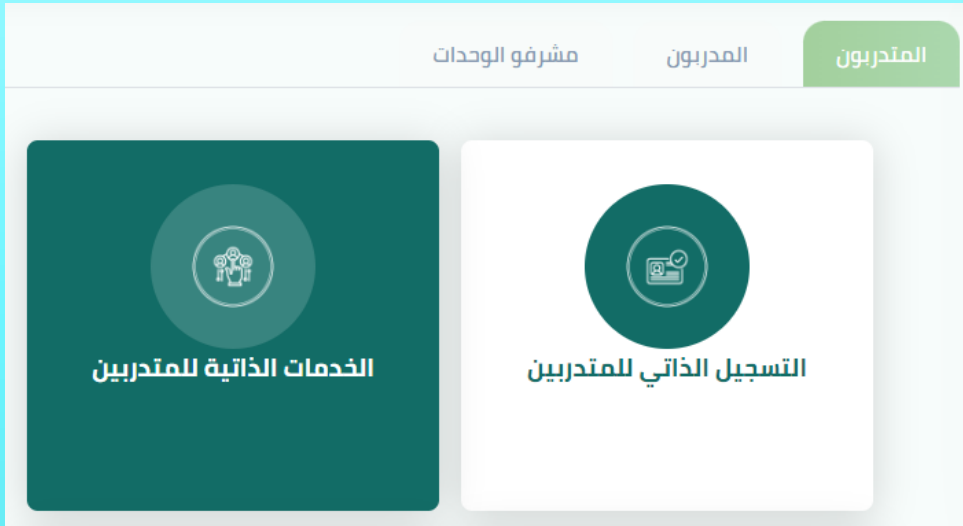 المتدربون
المدربون
مشرفو الوحدات
التسجيل الذاتي للمتدربين
الخدمات الذاتية للمتدربين